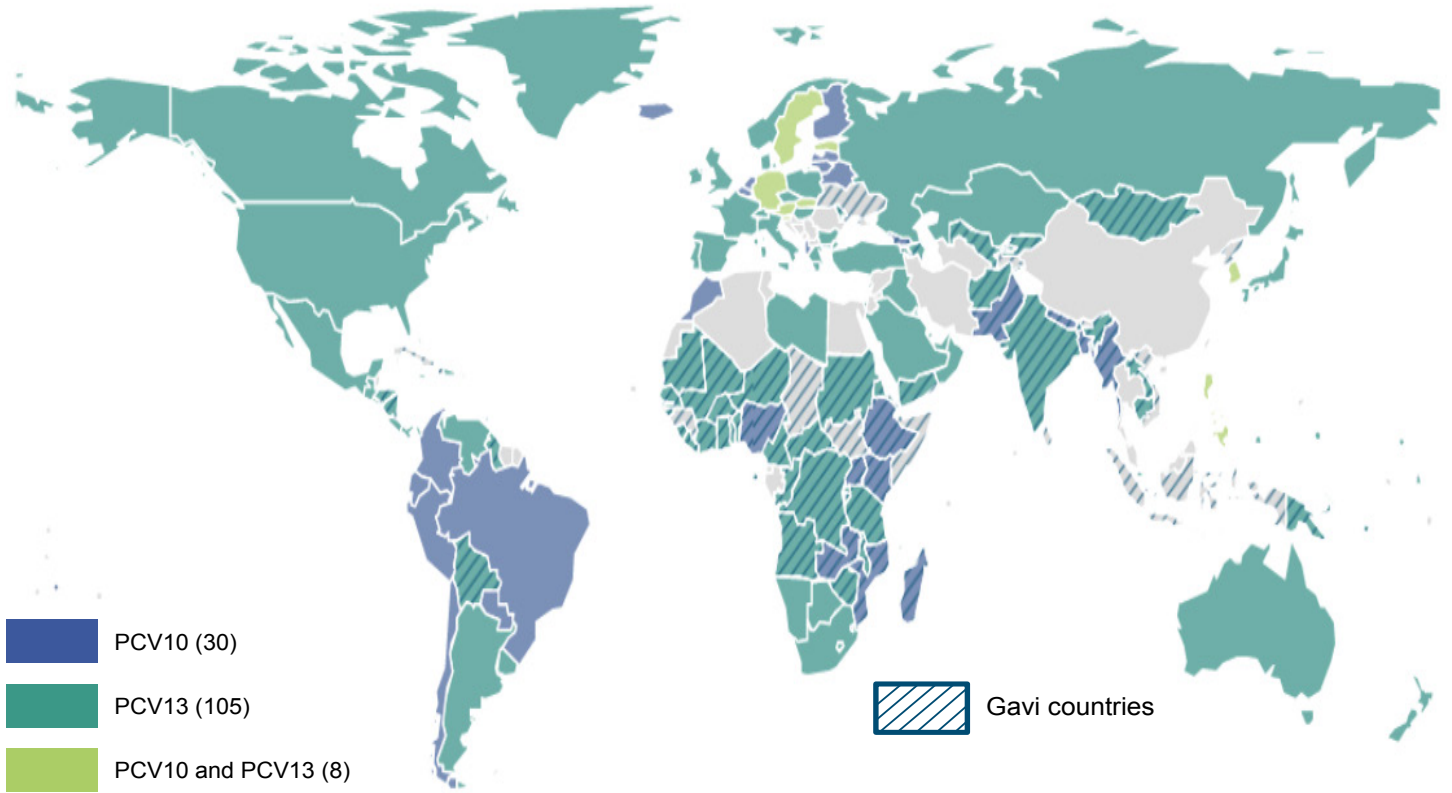 PCV10 (30)
PCV13 (105)
PCV10 and PCV13 (8)
Gavi countries